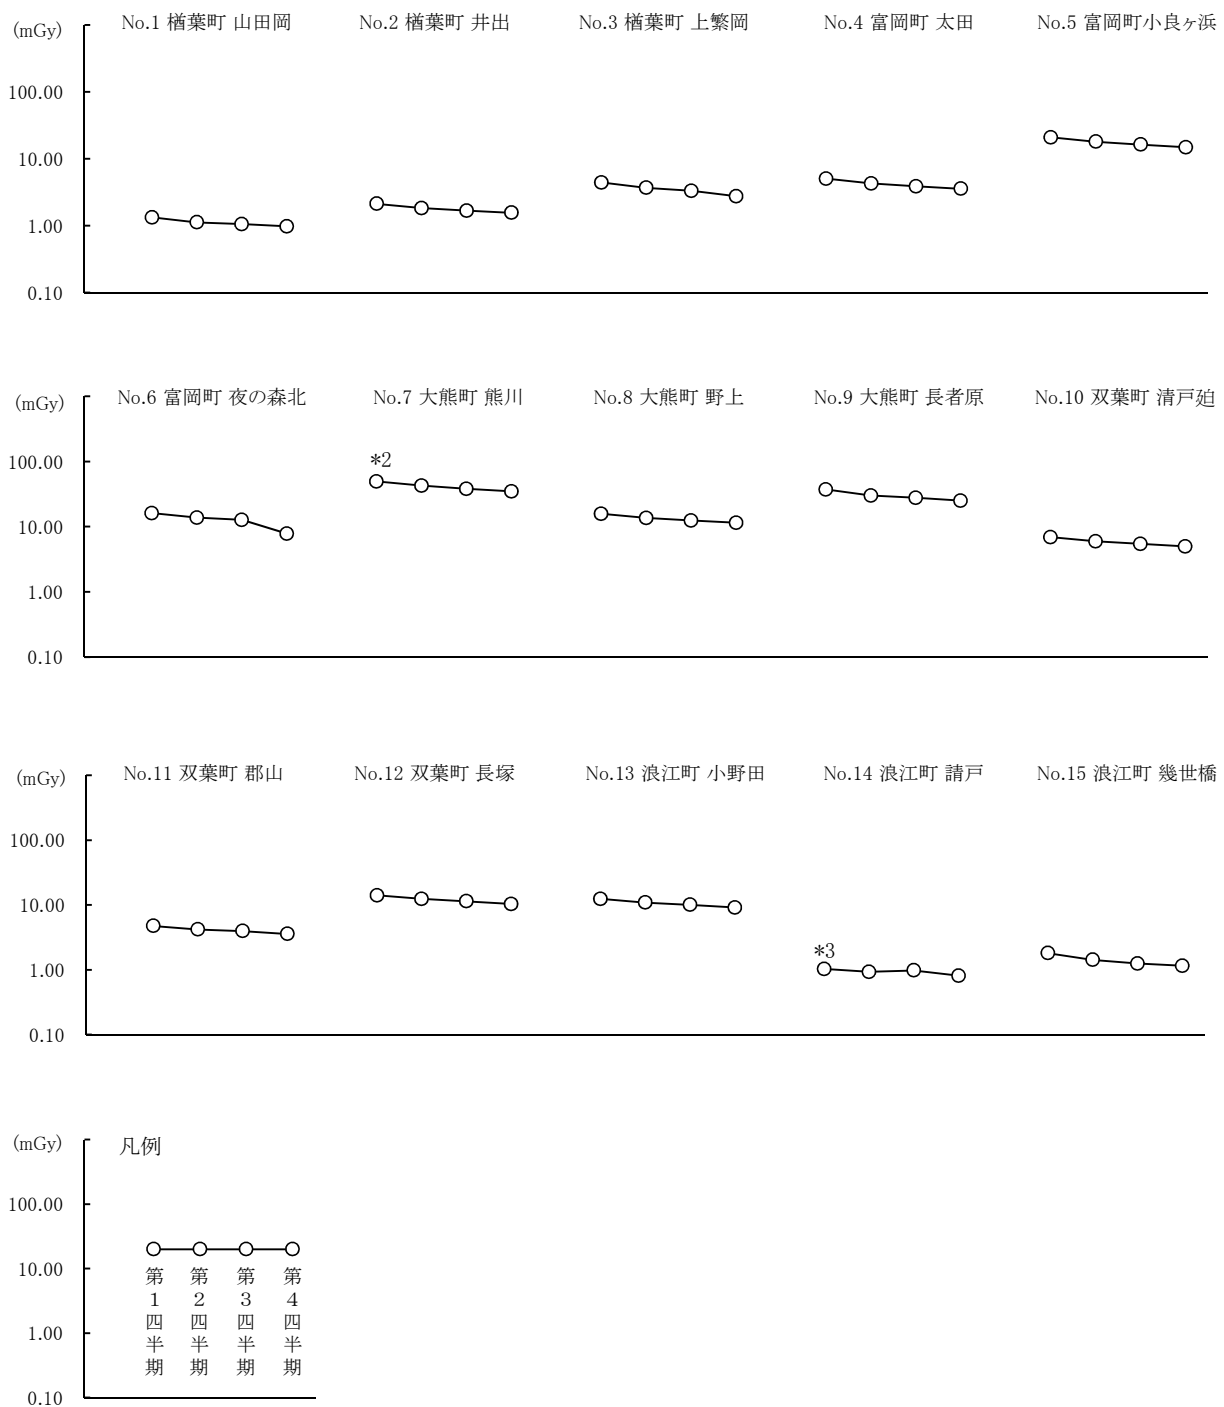 (mGy)
No.1 楢葉町 山田岡
No.2 楢葉町 井出
No.3 楢葉町 上繁岡
No.4 富岡町 太田
No.5 富岡町小良ヶ浜
100.00
10.00
1.00
0.10
(mGy)
No.6 富岡町 夜の森北
No.7 大熊町 熊川
No.8 大熊町 野上
No.9 大熊町 長者原
No.10 双葉町 清戸廹
*2
100.00
10.00
1.00
0.10
(mGy)
No.11 双葉町 郡山
No.12 双葉町 長塚
No.13 浪江町 小野田
No.14 浪江町 請戸
No.15 浪江町 幾世橋
100.00
10.00
*3
1.00
0.10
(mGy)
凡例
100.00
10.00
1.00
0.10
第1四半期
第2四半期
第3四半期
第4四半期